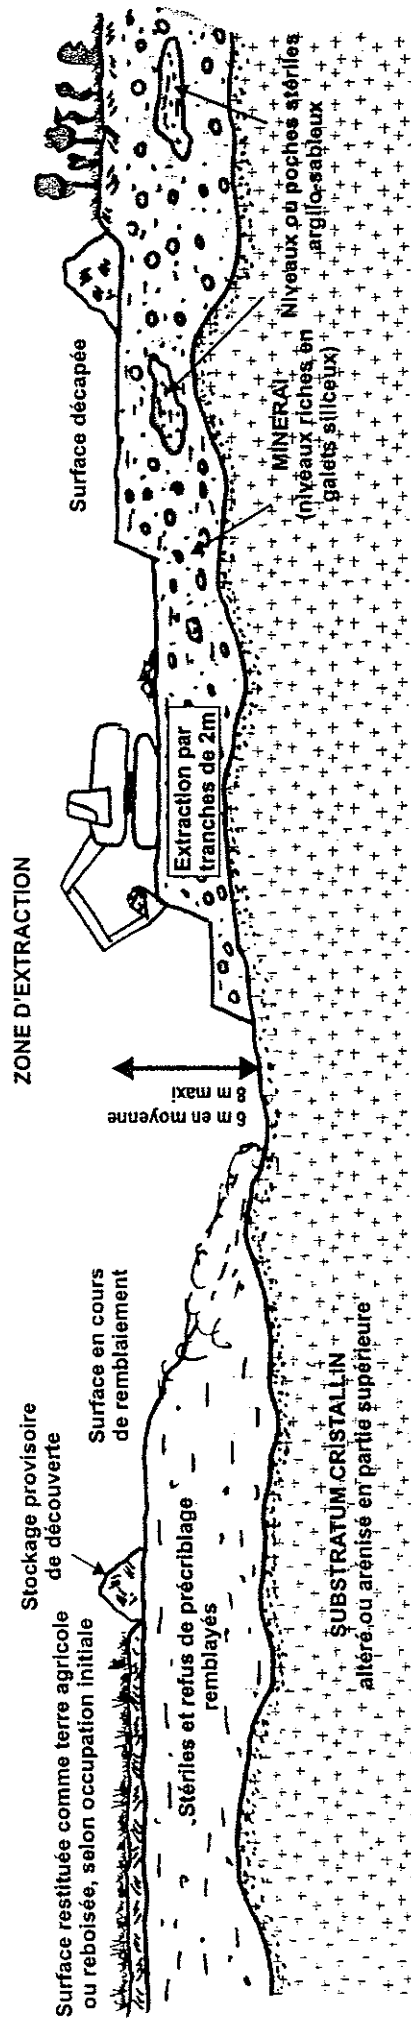 ZONE D'EXTRACTION
Surface restituée comme terre agricole
ou reboisée, selon occupation initiale
Stockage provisoire
de découverte
Surface en cours
de remblaiement
6 m en moyenne
8 m maxi
Extraction par
tranches de 2m
Surface décapée
Stériles et refus de précriblage
remblayés
MINERAI
(niveaux riches en
galets siliceux)
Niveaux ou poches stériles
argilo-sableux
SUBSTRATUM CRISTALLIN
altéré ou arénisé en partie supérieure